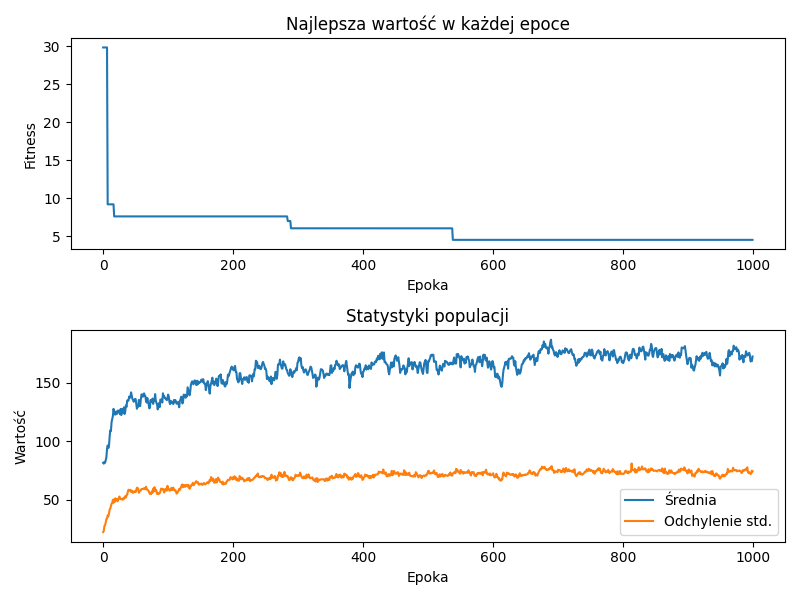 Najlepsza wartość w każdej epoce
30
25
20
15
10
5
Fitness
0 200 400 600 800 1000
Epoka
Statystyki populacji
150
100
50
Wartość
Średnia
Odchylenie std.
0 200 400 600 800 1000
Epoka